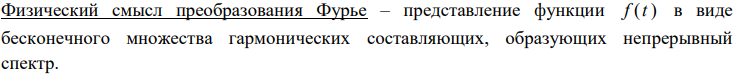 Физический смысл преобразования Фурье – представление функции f(t) в виде
бесконечного множества гармонических составляющих, образующих непрерывный
спектр.